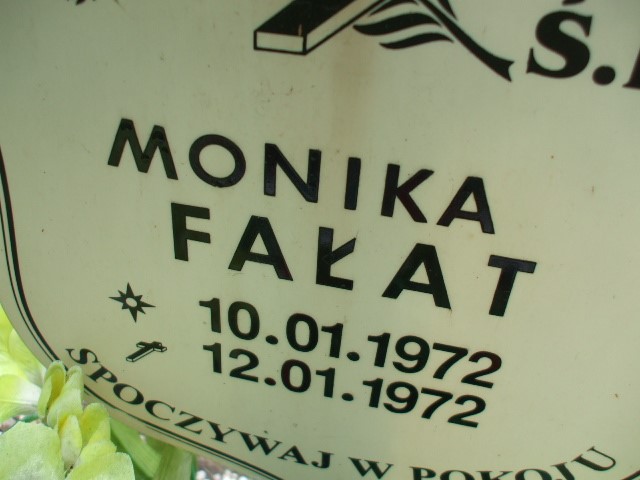 Ś.
MONIKA
FAŁAT
10.01.1972
12.01.1972
SPOCZYWAJ W POKOJU